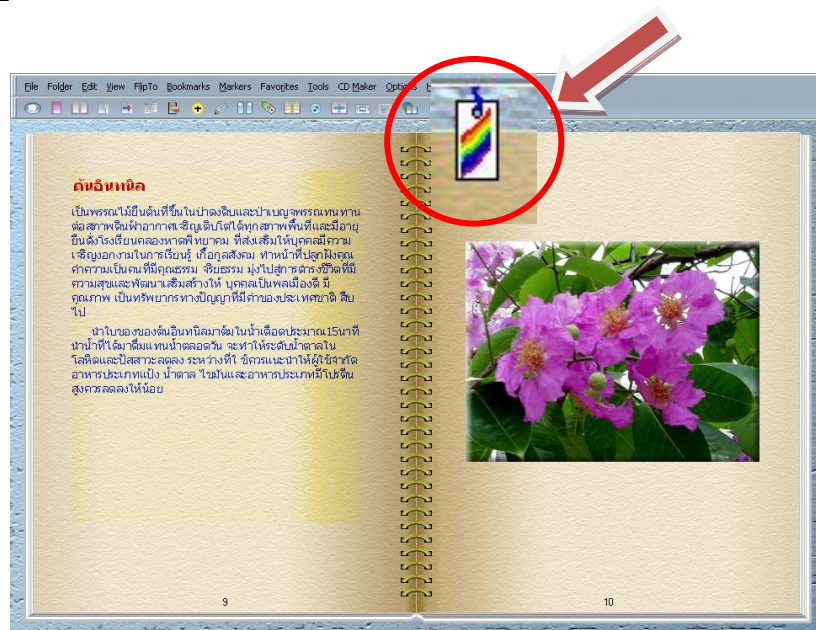 File Folder Edit View FlipTo Bookmarks Markers Favorites Tools CD Maker Options
ต้นอินทนิล
เป็นพรรณไม้ยืนต้นที่ขึ้นในป่าดงดิบและป่าเบญจพรรณทนทาน
ต่อสภาพดินฟ้าอากาศเจริญเติบโตได้ทุกสภาพพื้นที่และมีอายุ
ยืนดั่งโรงเรียนคลองหาดพิทยาคม ที่ส่งเสริมให้บุคคลมีความ
เจริญงอกงามในการเรียนรู้ เกื้อกูลสังคม ทำหน้าที่ปลูกฝังคุณ
ค่าความเป็นคนที่มีคุณธรรม จริยธรรม มุ่งไปสู่การดำรงชีวิตที่มี
ความสุขและพัฒนาเสริมสร้างให้ บุคคลเป็นพลเมืองดี มี
คุณภาพ เป็นทรัพยากรทางปัญญาที่มีค่าของประเทศชาติ สืบ
ไป
นำใบของของต้นอินทนิลมาต้มในน้ำเดือดประมาณ15นาที
นำน้ำที่ได้มาดื่มแทนน้ำตลอดวัน จะทำให้ระดับน้ำตาลใน
โลหิตและปัสสาวะลดลง ระหว่างที่ใช้ควรแนะนำให้ผู้ใช้จำกัด
อาหารประเภทแป้ง น้ำตาล ไขมันและอาหารประเภทมีโปรตีน
สูงควรลดลงให้น้อย
9
10